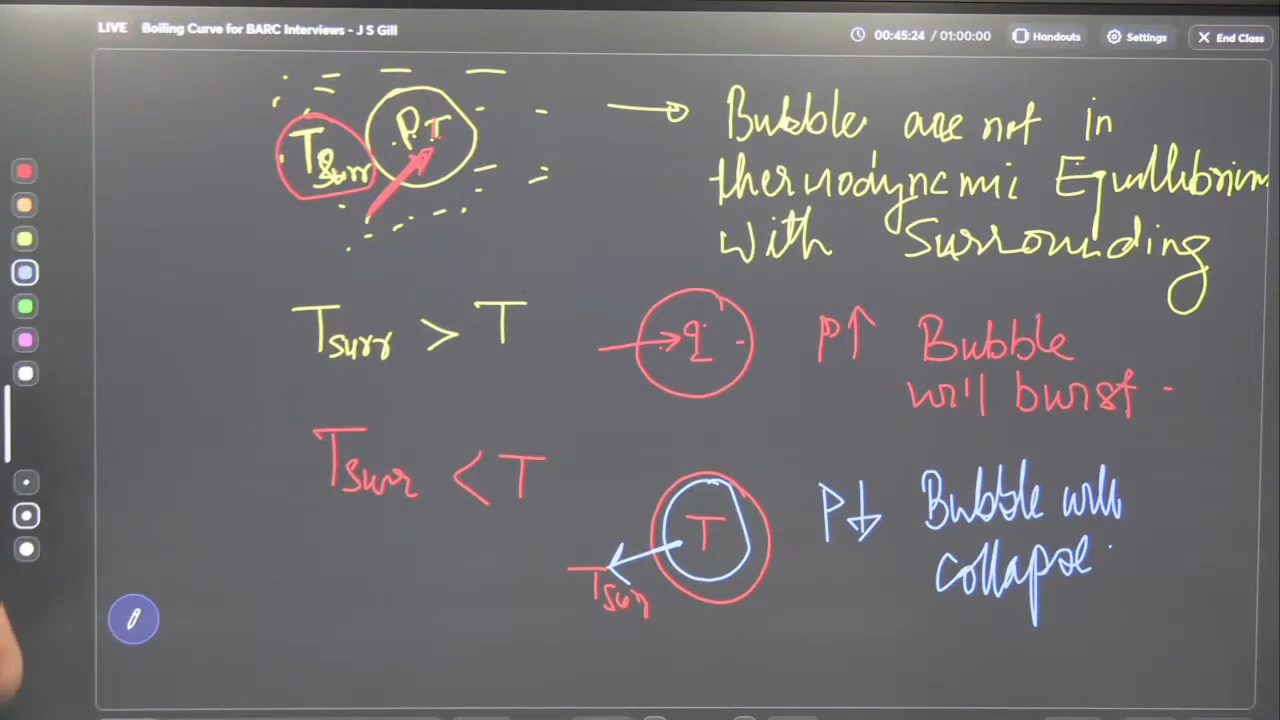 LIVE Boiling Curve for BARC Interviews - J S Gill
00:45:24 / 01:00:00 Handouts Settings X End Class
Tsurr P T
Bubble are not in
thermodynamic Equillibrium
with Surrounding
Tsurr > T
q P↑ Bubble
will burst
Tsurr < T
T P↓ Bubble will
collapse
Tsurr